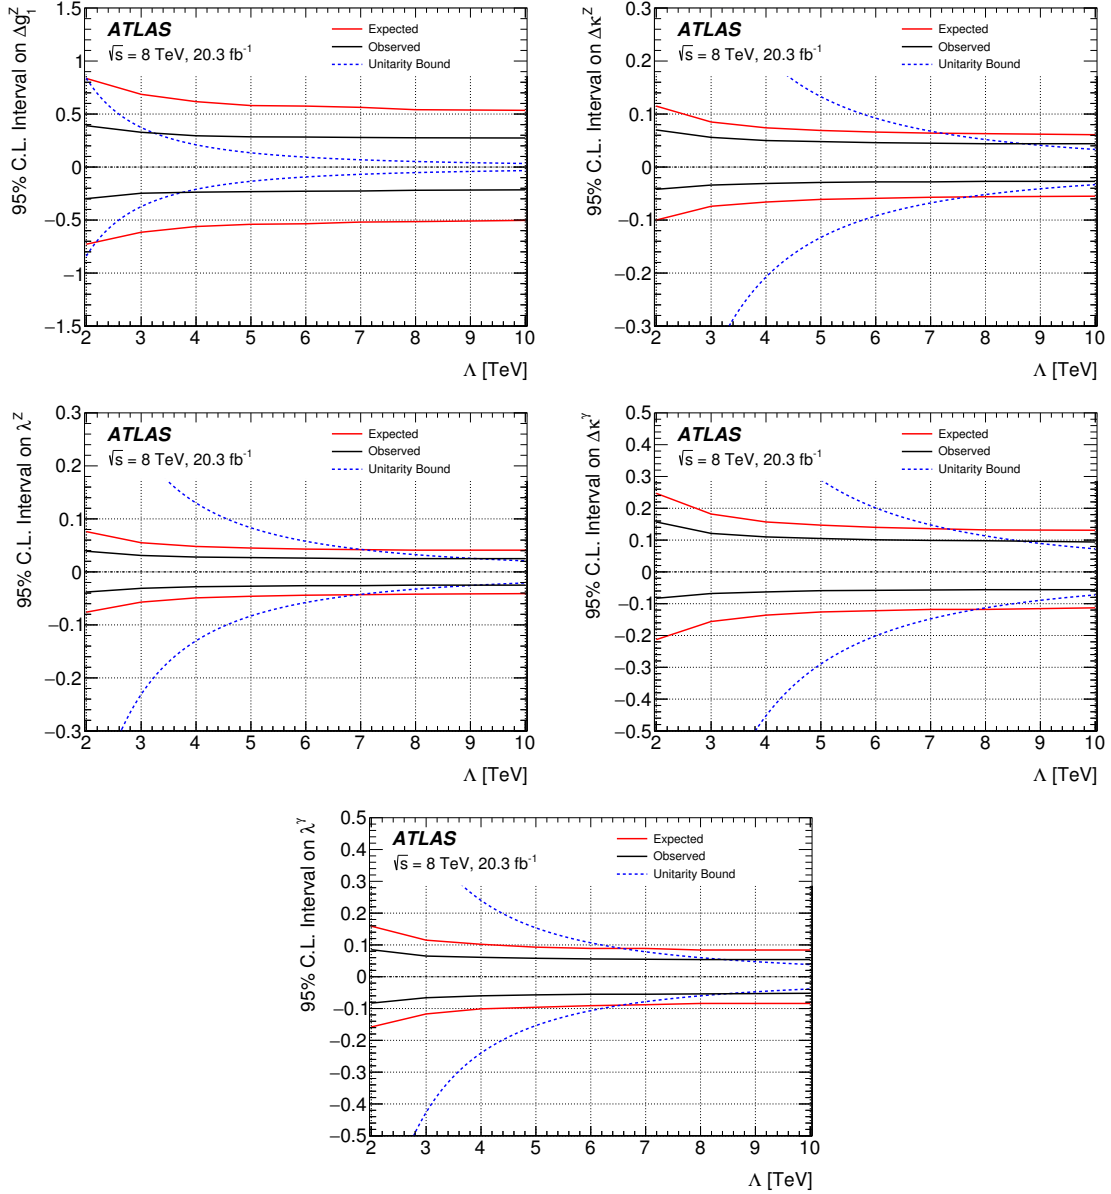 95% C.L. Interval on Δg₁ᶻ
1.5
1
0.5
0
−0.5
−1
−1.5
ATLAS
√s = 8 TeV, 20.3 fb⁻¹
Expected
Observed
Unitarity Bound
2 3 4 5 6 7 8 9 10
Λ [TeV]
95% C.L. Interval on Δκᶻ
0.3
0.2
0.1
0
−0.1
−0.2
−0.3
ATLAS
√s = 8 TeV, 20.3 fb⁻¹
Expected
Observed
Unitarity Bound
2 3 4 5 6 7 8 9 10
Λ [TeV]
95% C.L. Interval on λᶻ
0.3
0.2
0.1
0
−0.1
−0.2
−0.3
ATLAS
√s = 8 TeV, 20.3 fb⁻¹
Expected
Observed
Unitarity Bound
2 3 4 5 6 7 8 9 10
Λ [TeV]
95% C.L. Interval on Δκᵞ
0.5
0.4
0.3
0.2
0.1
0
−0.1
−0.2
−0.3
−0.4
−0.5
ATLAS
√s = 8 TeV, 20.3 fb⁻¹
Expected
Observed
Unitarity Bound
2 3 4 5 6 7 8 9 10
Λ [TeV]
95% C.L. Interval on λᵞ
0.5
0.4
0.3
0.2
0.1
0
−0.1
−0.2
−0.3
−0.4
−0.5
ATLAS
√s = 8 TeV, 20.3 fb⁻¹
Expected
Observed
Unitarity Bound
2 3 4 5 6 7 8 9 10
Λ [TeV]